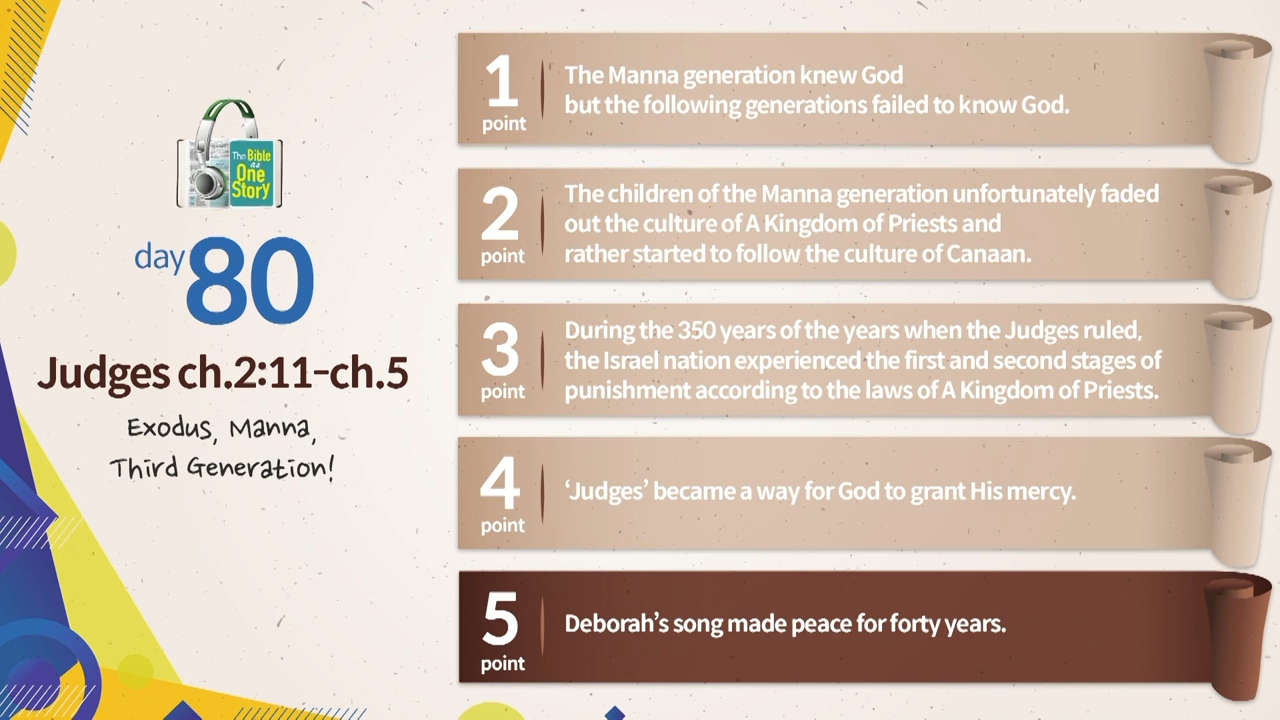 The Bible
as
One
Story
day 80
Judges ch.2:11-ch.5
Exodus, Manna,
Third Generation!
1
point
The Manna generation knew God
but the following generations failed to know God.
2
point
The children of the Manna generation unfortunately faded
out the culture of A Kingdom of Priests and
rather started to follow the culture of Canaan.
3
point
During the 350 years of the years when the Judges ruled,
the Israel nation experienced the first and second stages of
punishment according to the laws of A Kingdom of Priests.
4
point
‘Judges’ became a way for God to grant His mercy.
5
point
Deborah’s song made peace for forty years.